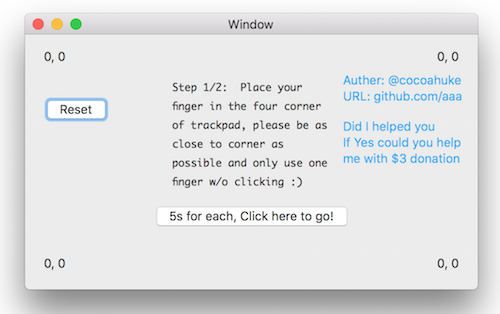 Window
0, 0
0, 0
Auther: @cocoahuke
URL: github.com/aaa
Step 1/2:  Place your
finger in the four corner
of trackpad, please be as
close to corner as
possible and only use one
finger w/o clicking :)
Reset
Did I helped you
If Yes could you help
me with $3 donation
5s for each, Click here to go!
0, 0
0, 0